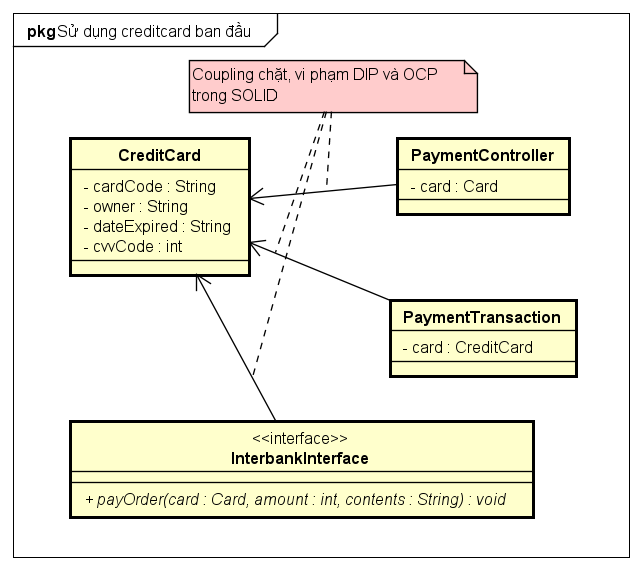 pkg Sử dụng creditcard ban đầu
Coupling chặt, vi phạm DIP và OCP
trong SOLID
CreditCard
- cardCode : String
- owner : String
- dateExpired : String
- cvvCode : int
PaymentController
- card : Card
PaymentTransaction
- card : CreditCard
<<interface>>
InterbankInterface
+ payOrder(card : Card, amount : int, contents : String) : void